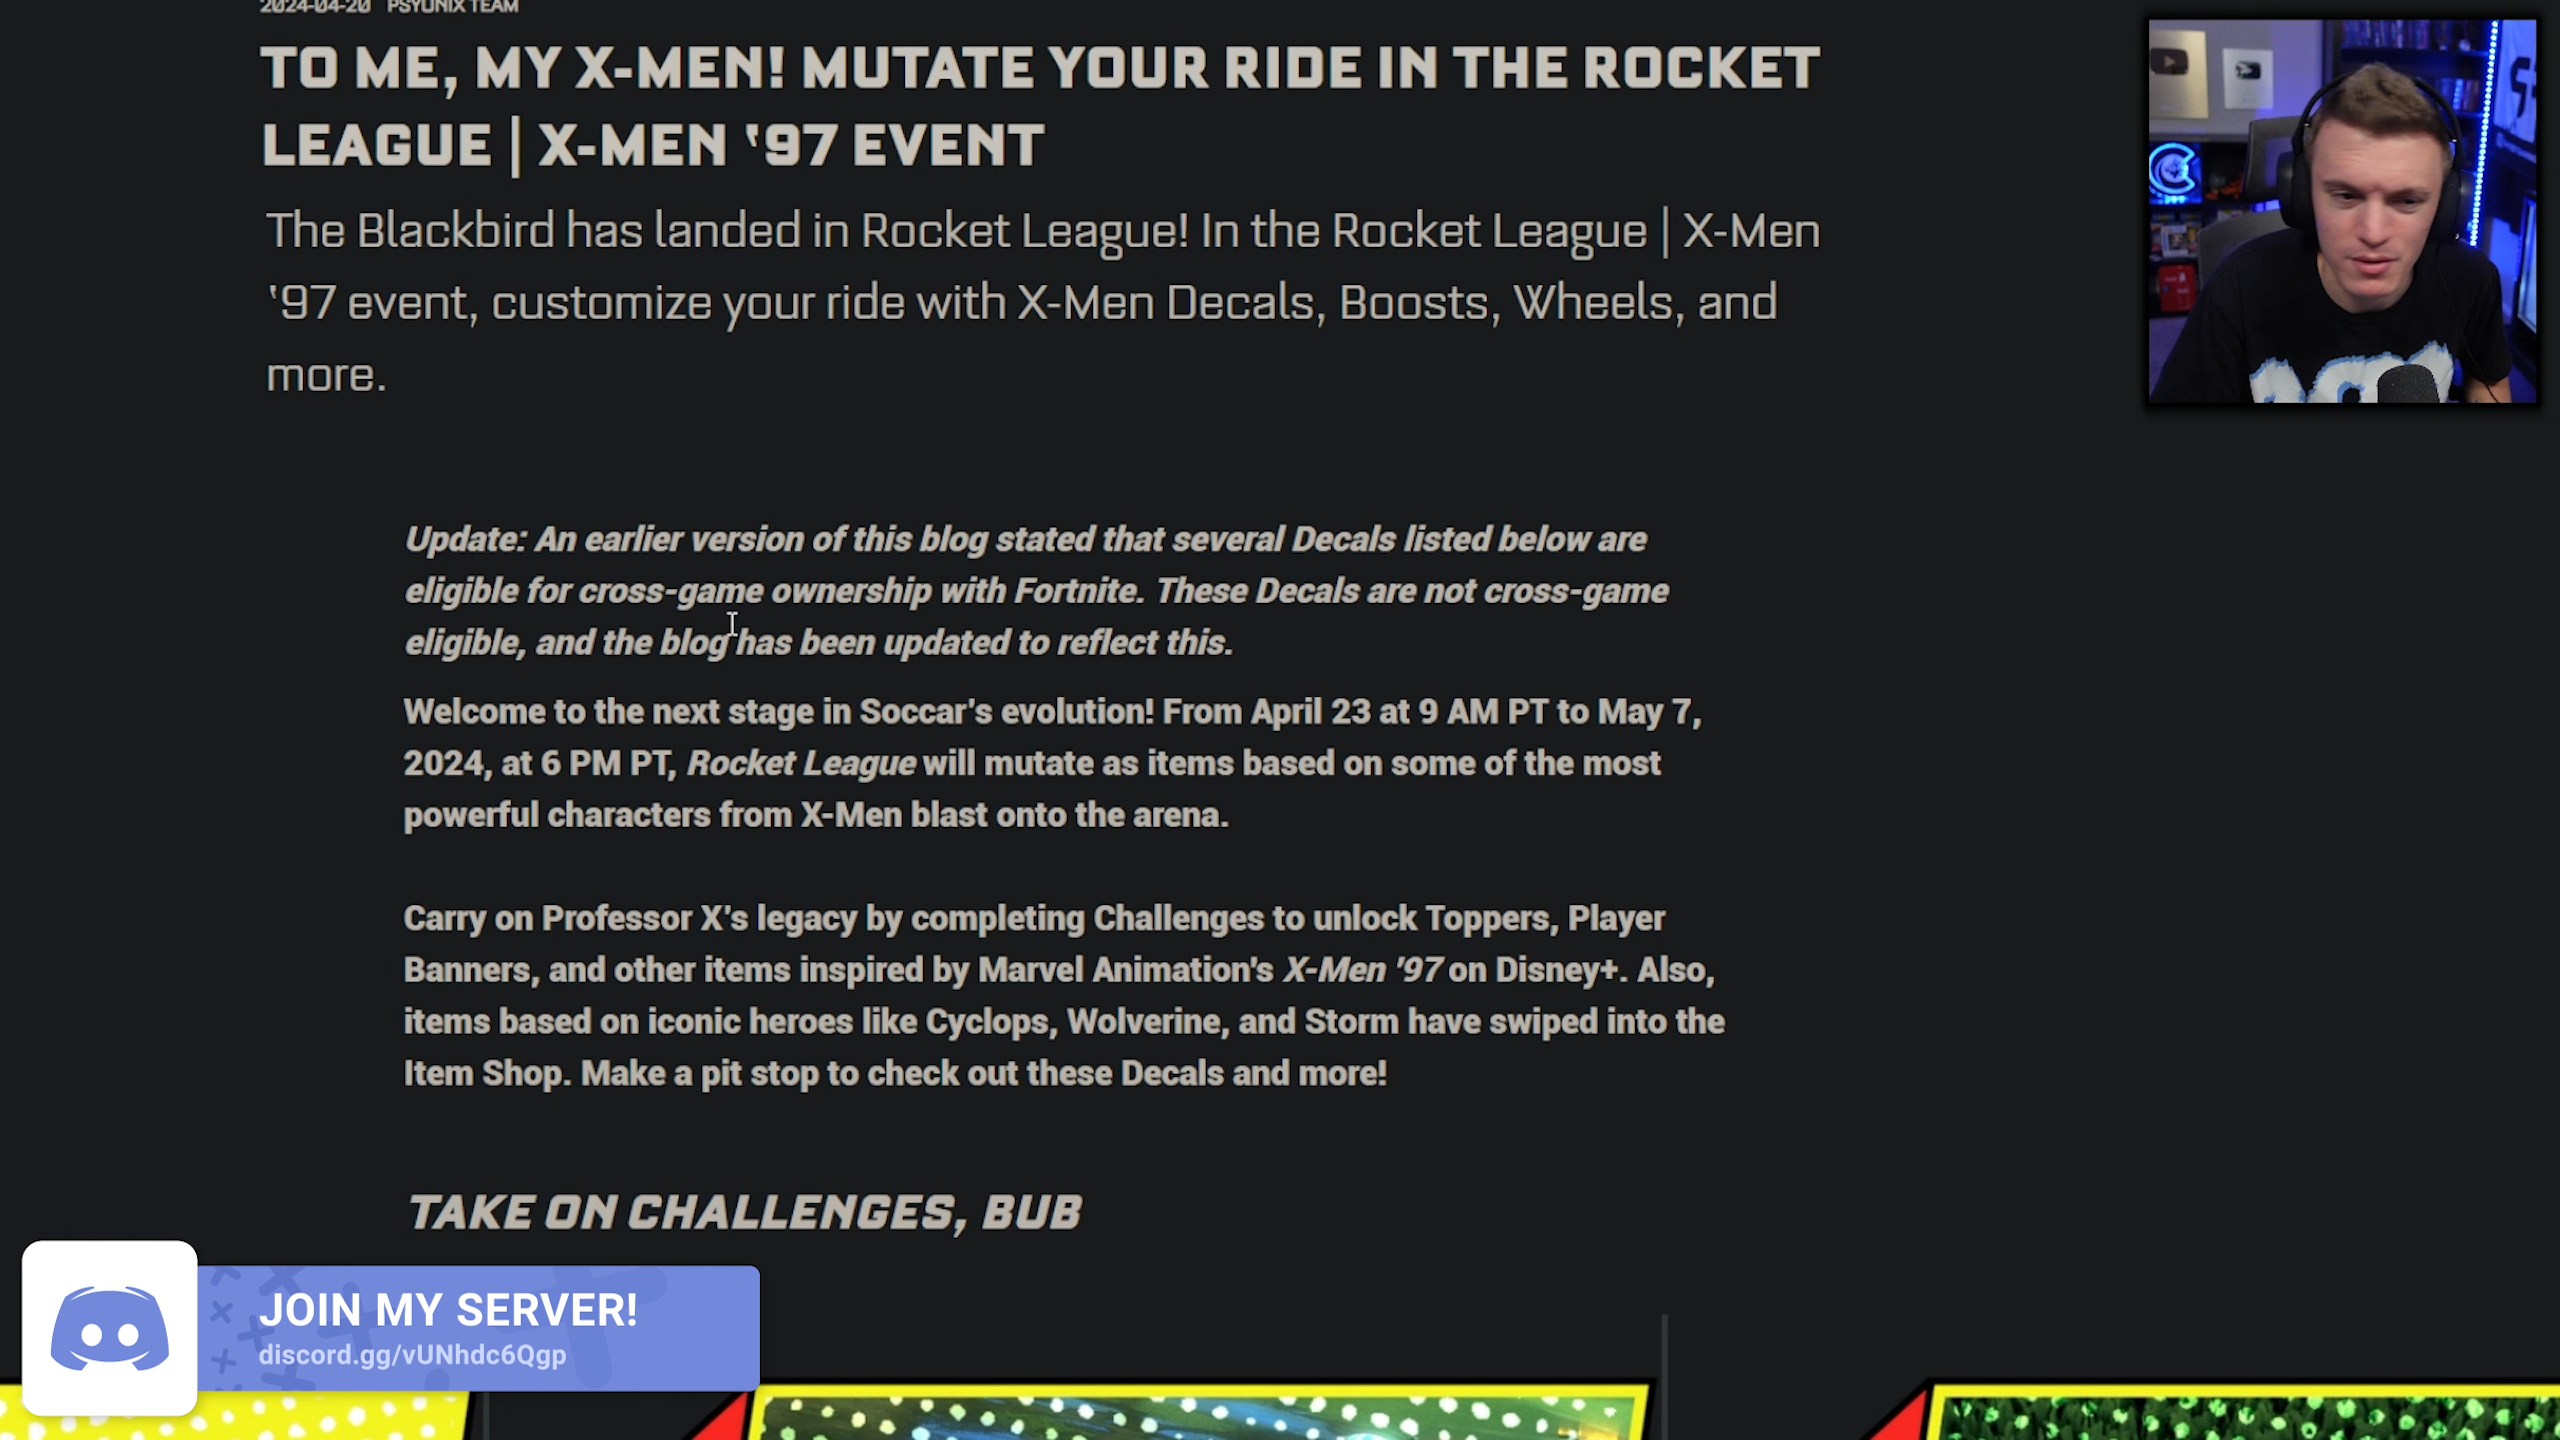 2024-04-20 PSYONIX TEAM
TO ME, MY X-MEN! MUTATE YOUR RIDE IN THE ROCKET
LEAGUE | X-MEN ‘97 EVENT
The Blackbird has landed in Rocket League! In the Rocket League | X-Men
‘97 event, customize your ride with X-Men Decals, Boosts, Wheels, and
more.
Update: An earlier version of this blog stated that several Decals listed below are
eligible for cross-game ownership with Fortnite. These Decals are not cross-game
eligible, and the blog has been updated to reflect this.
Welcome to the next stage in Soccar's evolution! From April 23 at 9 AM PT to May 7,
2024, at 6 PM PT, Rocket League will mutate as items based on some of the most
powerful characters from X-Men blast onto the arena.
Carry on Professor X's legacy by completing Challenges to unlock Toppers, Player
Banners, and other items inspired by Marvel Animation's X-Men '97 on Disney+. Also,
items based on iconic heroes like Cyclops, Wolverine, and Storm have swiped into the
Item Shop. Make a pit stop to check out these Decals and more!
TAKE ON CHALLENGES, BUB
JOIN MY SERVER!
discord.gg/vUNhdc6Qgp